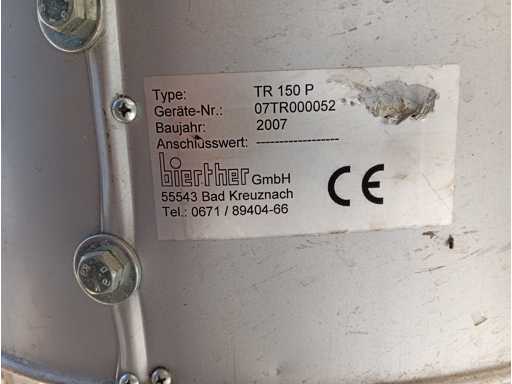 Type: TR 150 P
Geräte-Nr.: 07TR000052
Baujahr: 2007
Anschlusswert: ------------------
bierther GmbH
55543 Bad Kreuznach
Tel.: 0671 / 89404-66
CE